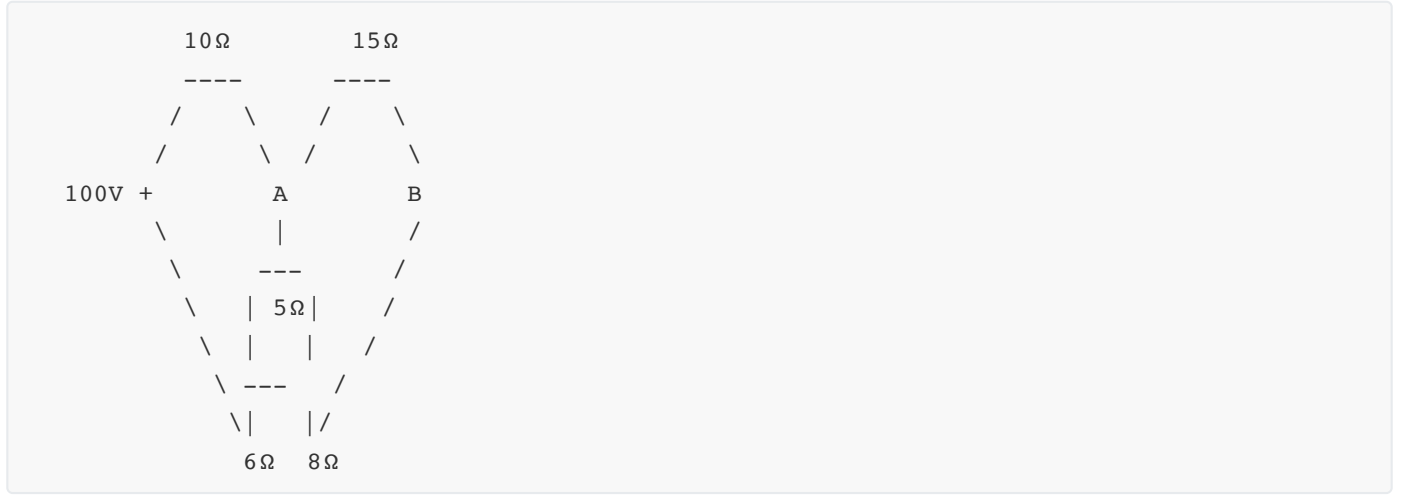 10Ω 15Ω
---- ----
/ \ / \
/ \ / \
100V + A B
\ | /
\ --- /
\ | 5Ω| /
\ | | /
\ --- /
\| |/
6Ω 8Ω